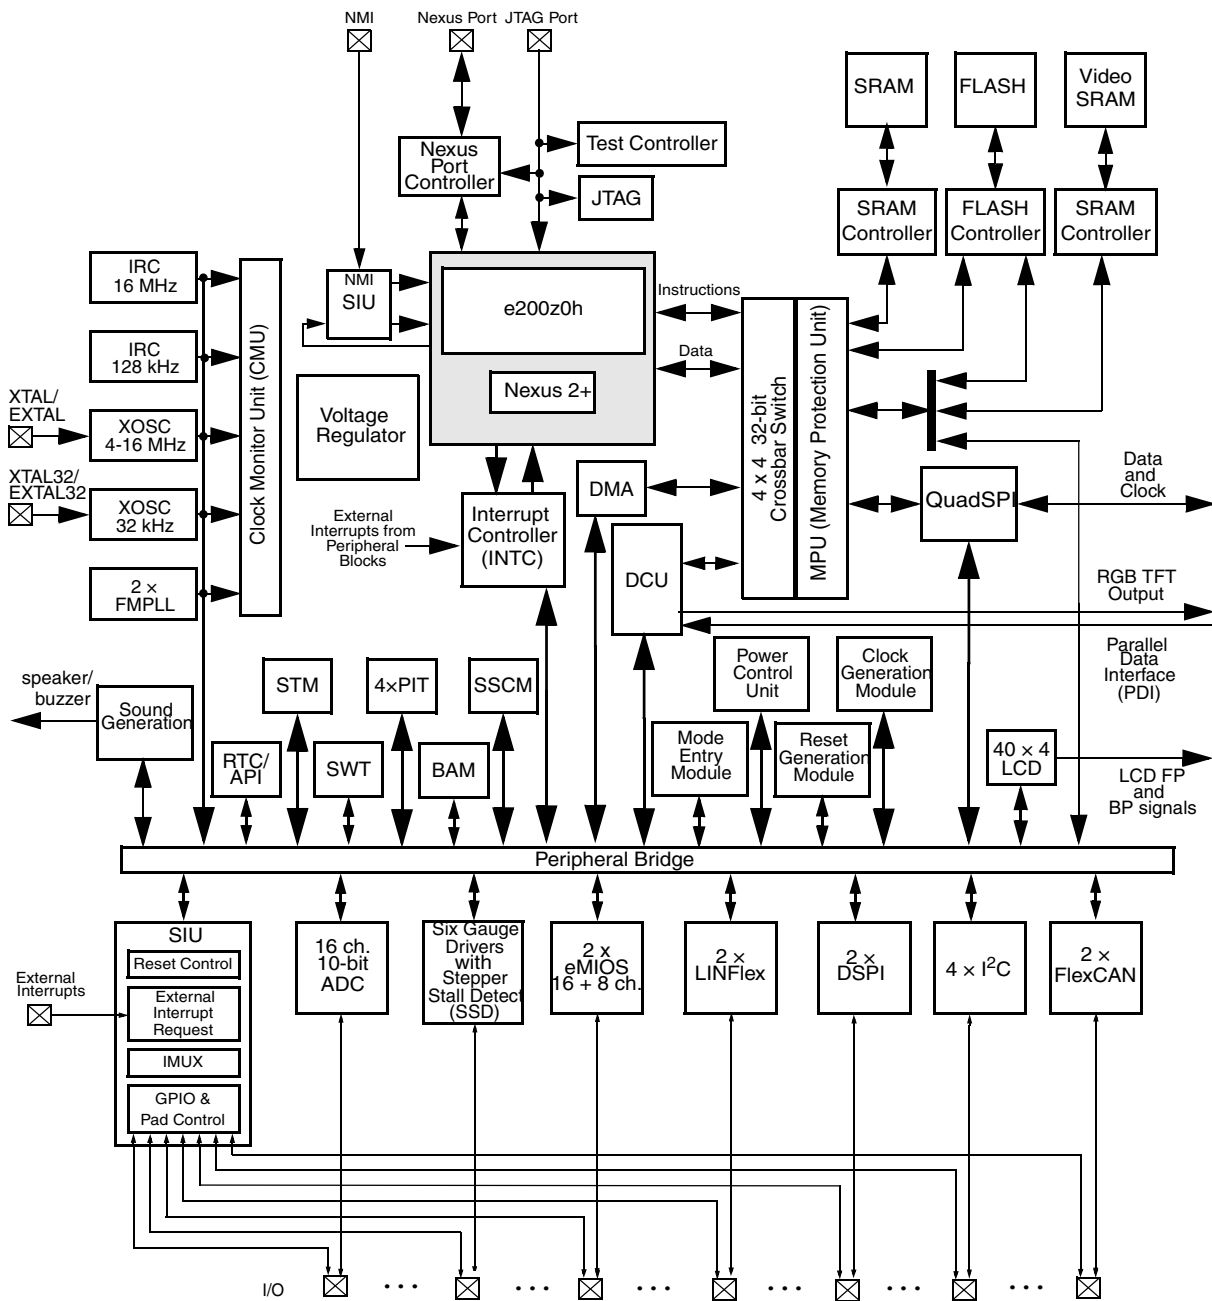 NMI
Nexus Port
JTAG Port
SRAM
FLASH
Video
SRAM
Nexus
Port
Controller
Test Controller
JTAG
SRAM
Controller
FLASH
Controller
SRAM
Controller
IRC
16 MHz
IRC
128 kHz
XTAL/
EXTAL
XOSC
4-16 MHz
XTAL32/
EXTAL32
XOSC
32 kHz
2 ×
FMPLL
Clock Monitor Unit (CMU)
NMI
SIU
e200z0h
Nexus 2+
Voltage
Regulator
Instructions
Data
4 x 4 32-bit
Crossbar Switch
MPU (Memory Protection Unit)
External
Interrupts from
Peripheral
Blocks
Interrupt
Controller
(INTC)
DMA
DCU
QuadSPI
Data
and
Clock
RGB TFT
Output
Parallel
Data
Interface
(PDI)
speaker/
buzzer
Sound
Generation
RTC/
API
STM
SWT
4×PIT
BAM
SSCM
Mode
Entry
Module
Power
Control
Unit
Reset
Generation
Module
Clock
Generation
Module
40 × 4
LCD
LCD FP
and
BP signals
Peripheral Bridge
SIU
Reset Control
External
Interrupts
External
Interrupt
Request
IMUX
GPIO &
Pad Control
16 ch.
10-bit
ADC
Six Gauge
Drivers
with
Stepper
Stall Detect
(SSD)
2 x
eMIOS
16 + 8 ch.
2 ×
LINFlex
2 ×
DSPI
4 × I²C
2 ×
FlexCAN
I/O
• • •
• • •
• • •
• • •
• • •
• • •